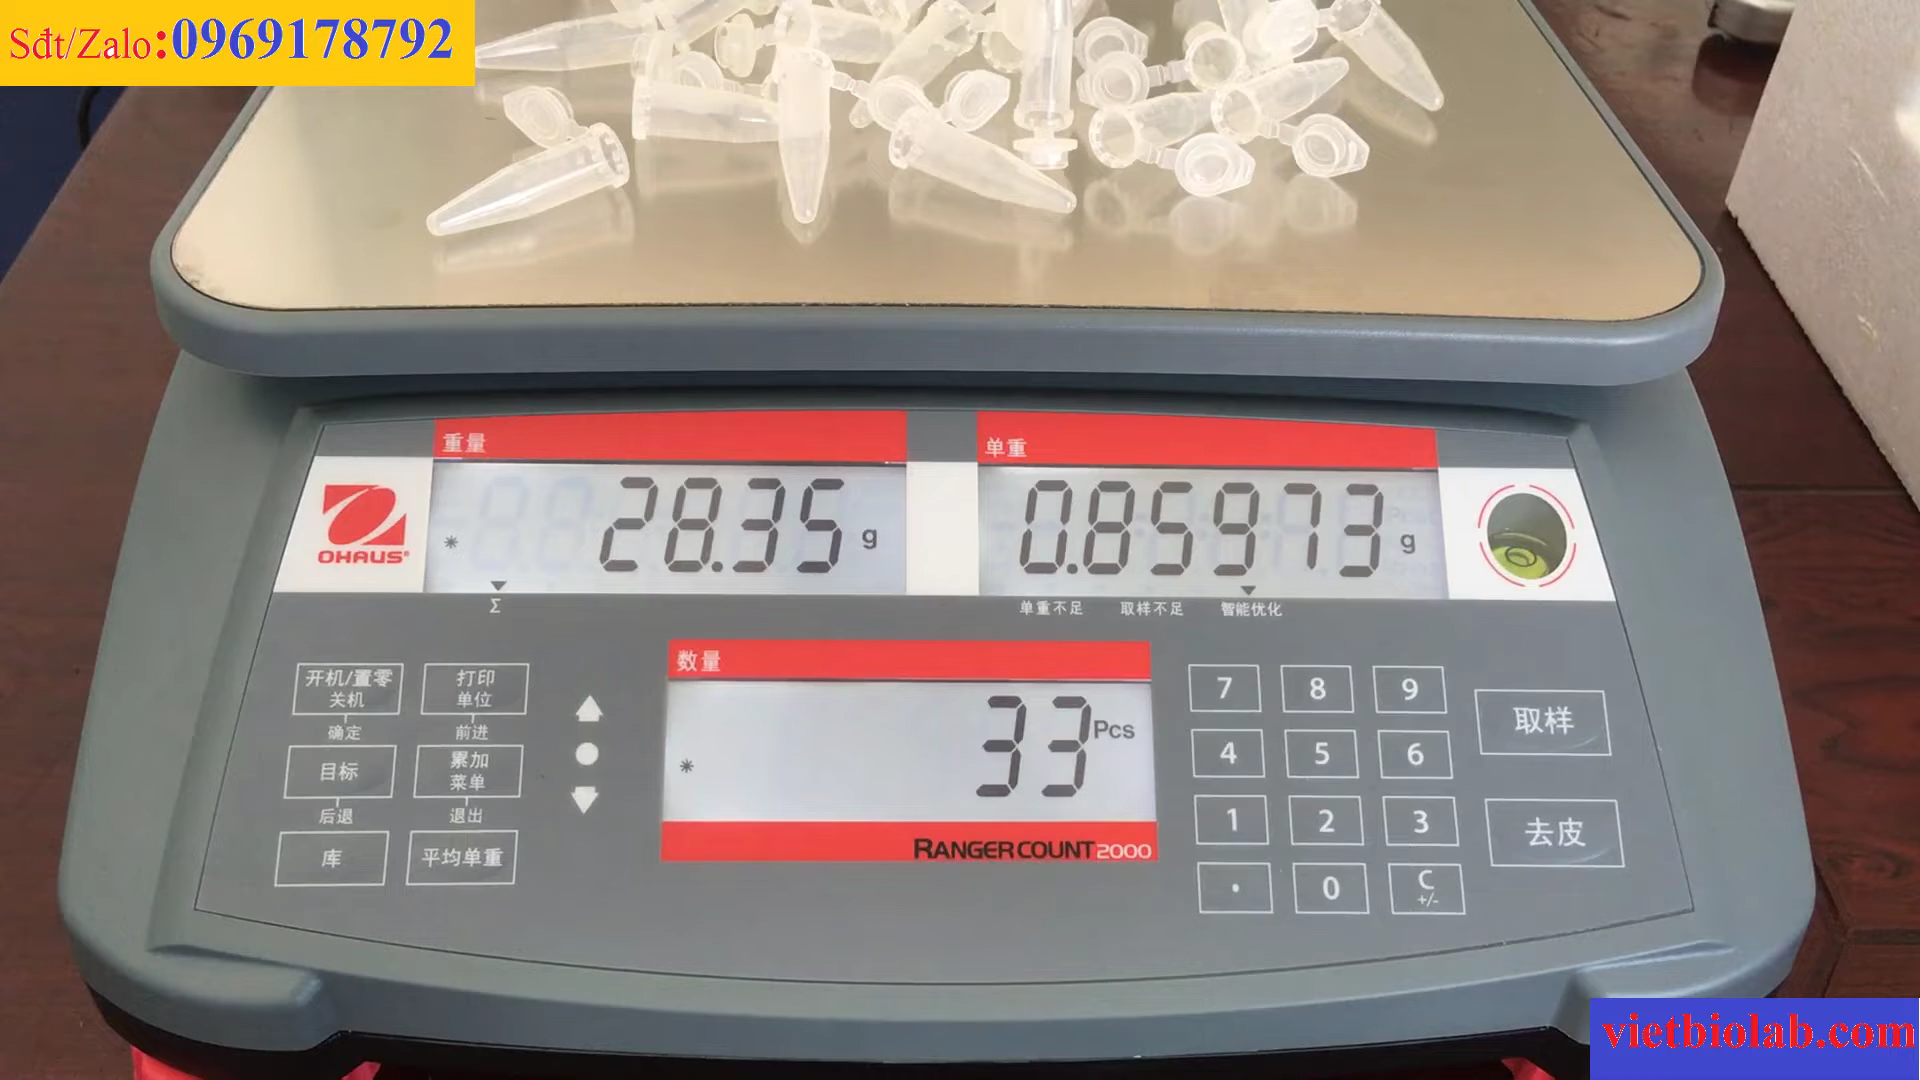 Sđt/Zalo:0969178792
重量
单重
OHAUS
28.35 g
0.85973 g
Σ
单重不足 取样不足 智能优化
数量
33 Pcs
RANGER COUNT 2000
开机/置零
关机
打印
单位
确定
前进
目标
累加
菜单
后退
退出
库
平均单重
7 8 9
4 5 6
1 2 3
. 0 C
+/-
取样
去皮
vietbiolab.com